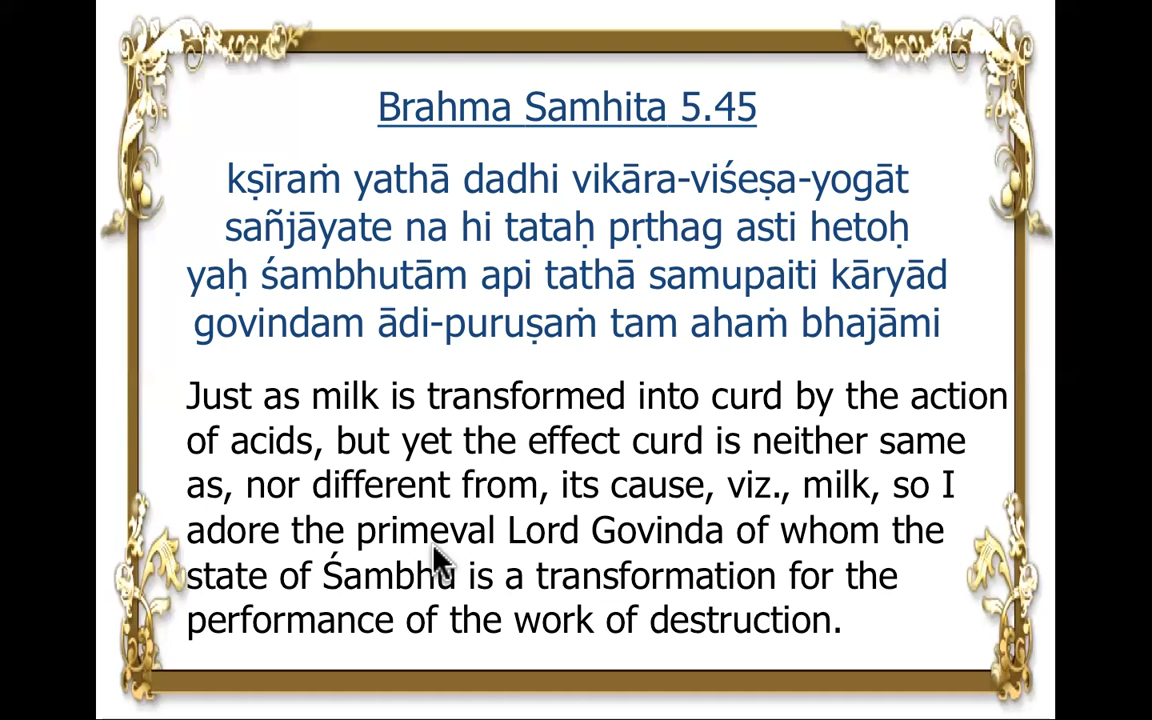 Brahma Samhita 5.45
kṣīraṁ yathā dadhi vikāra-viśeṣa-yogāt
sañjāyate na hi tataḥ pṛthag asti hetoḥ
yaḥ śambhutām api tathā samupaiti kāryād
govindam ādi-puruṣaṁ tam ahaṁ bhajāmi
Just as milk is transformed into curd by the action
of acids, but yet the effect curd is neither same
as, nor different from, its cause, viz., milk, so I
adore the primeval Lord Govinda of whom the
state of Śambhu is a transformation for the
performance of the work of destruction.